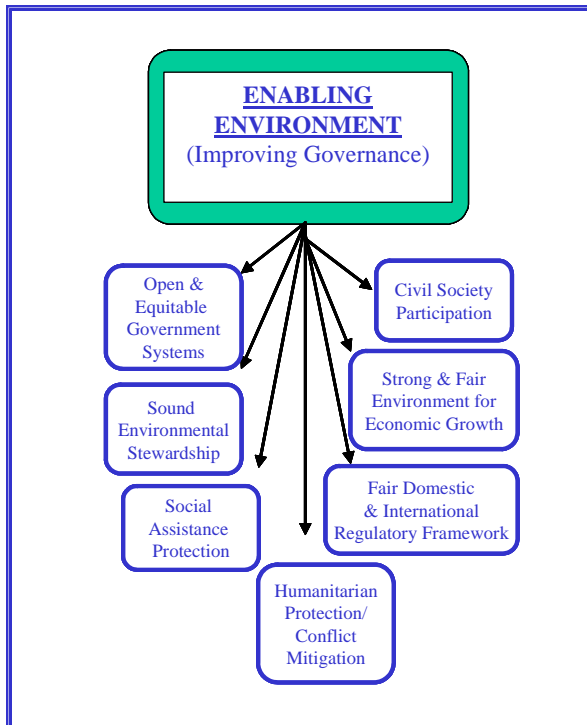 ENABLING
ENVIRONMENT
(Improving Governance)
Open &
Equitable
Government
Systems
Civil Society
Participation
Sound
Environmental
Stewardship
Strong & Fair
Environment for
Economic Growth
Social
Assistance
Protection
Fair Domestic
& International
Regulatory Framework
Humanitarian
Protection/
Conflict
Mitigation